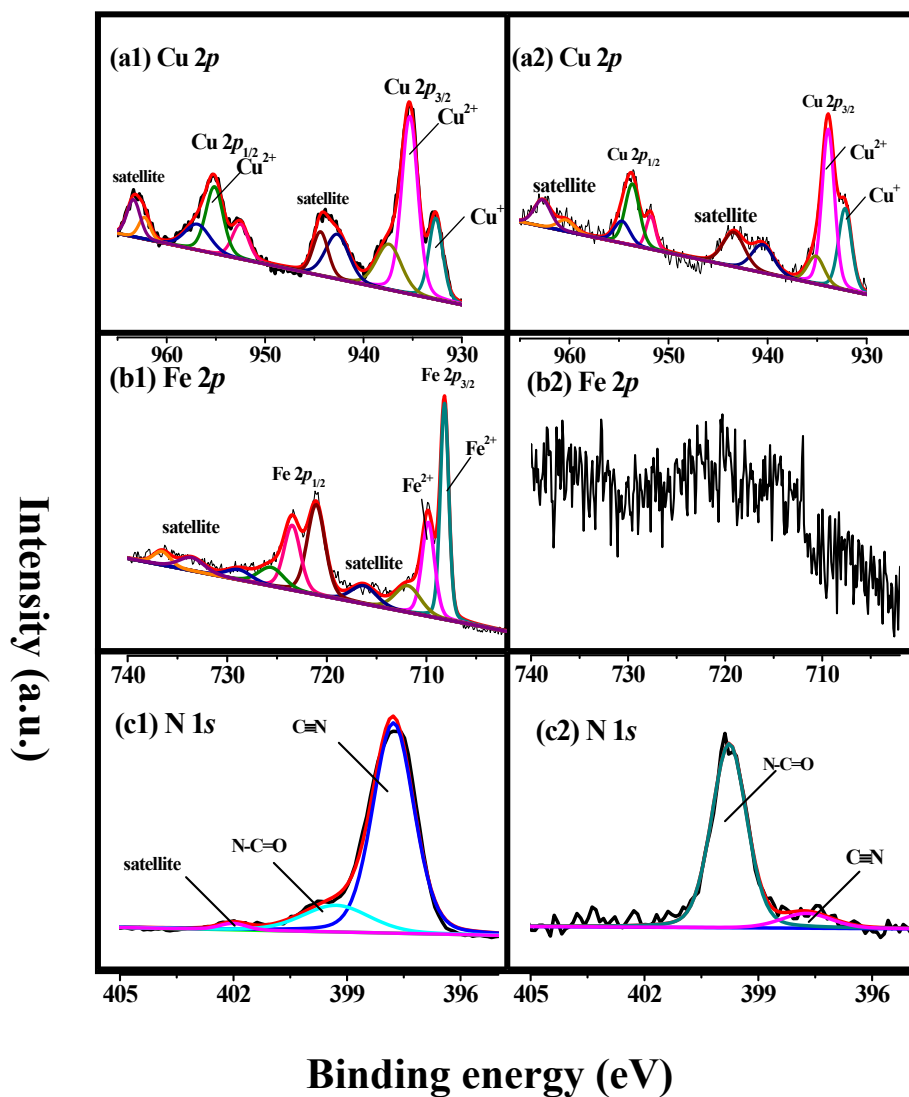 (a1) Cu 2p
Cu 2p3/2
Cu2+
Cu 2p1/2
Cu2+
satellite
satellite
Cu+
960 950 940 930
(a2) Cu 2p
Cu 2p3/2
Cu2+
Cu 2p1/2
Cu+
satellite
satellite
960 950 940 930
(b1) Fe 2p
Fe 2p3/2
Fe2+
Fe 2p1/2
Fe2+
satellite
satellite
740 730 720 710
(b2) Fe 2p
740 730 720 710
(c1) N 1s
C≡N
N-C=O
satellite
405 402 399 396
(c2) N 1s
N-C=O
C≡N
405 402 399 396
Intensity (a.u.)
Binding energy (eV)